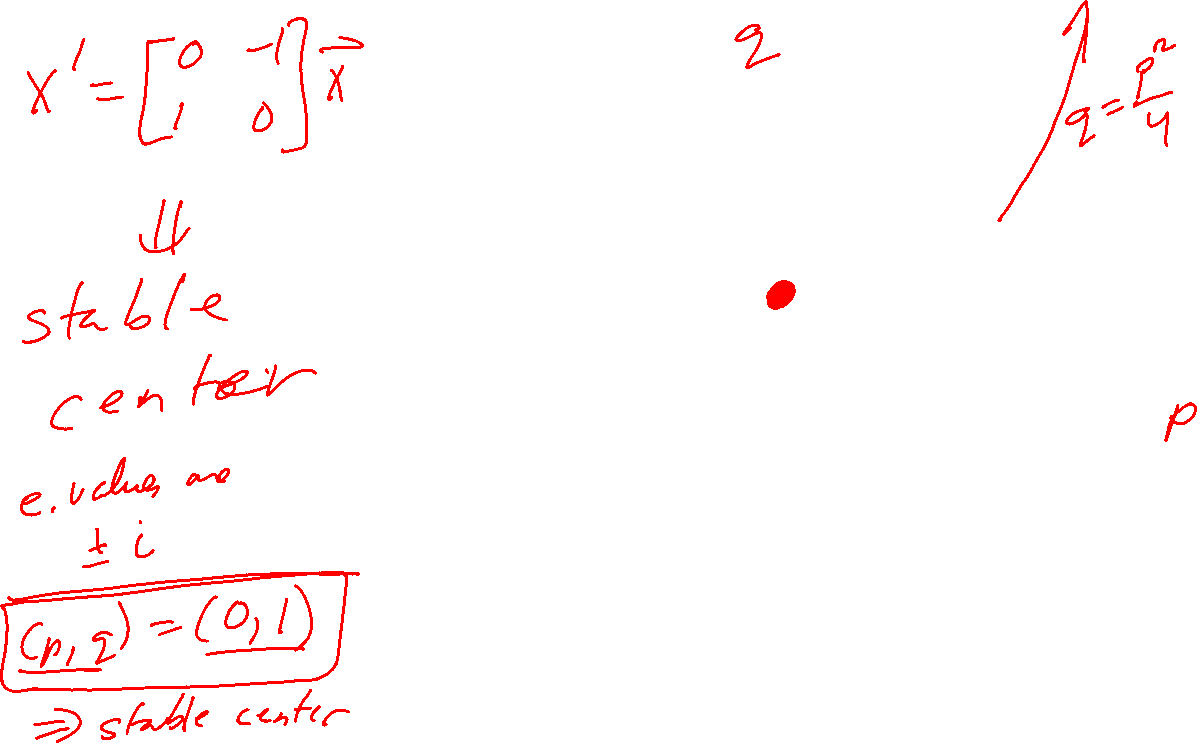 x' = [0 -1; 1 0] x⃗
⇓
stable
center
e.values are
± i
(p, q) = (0, 1)
⇒ stable center
q
q = p²/4
p